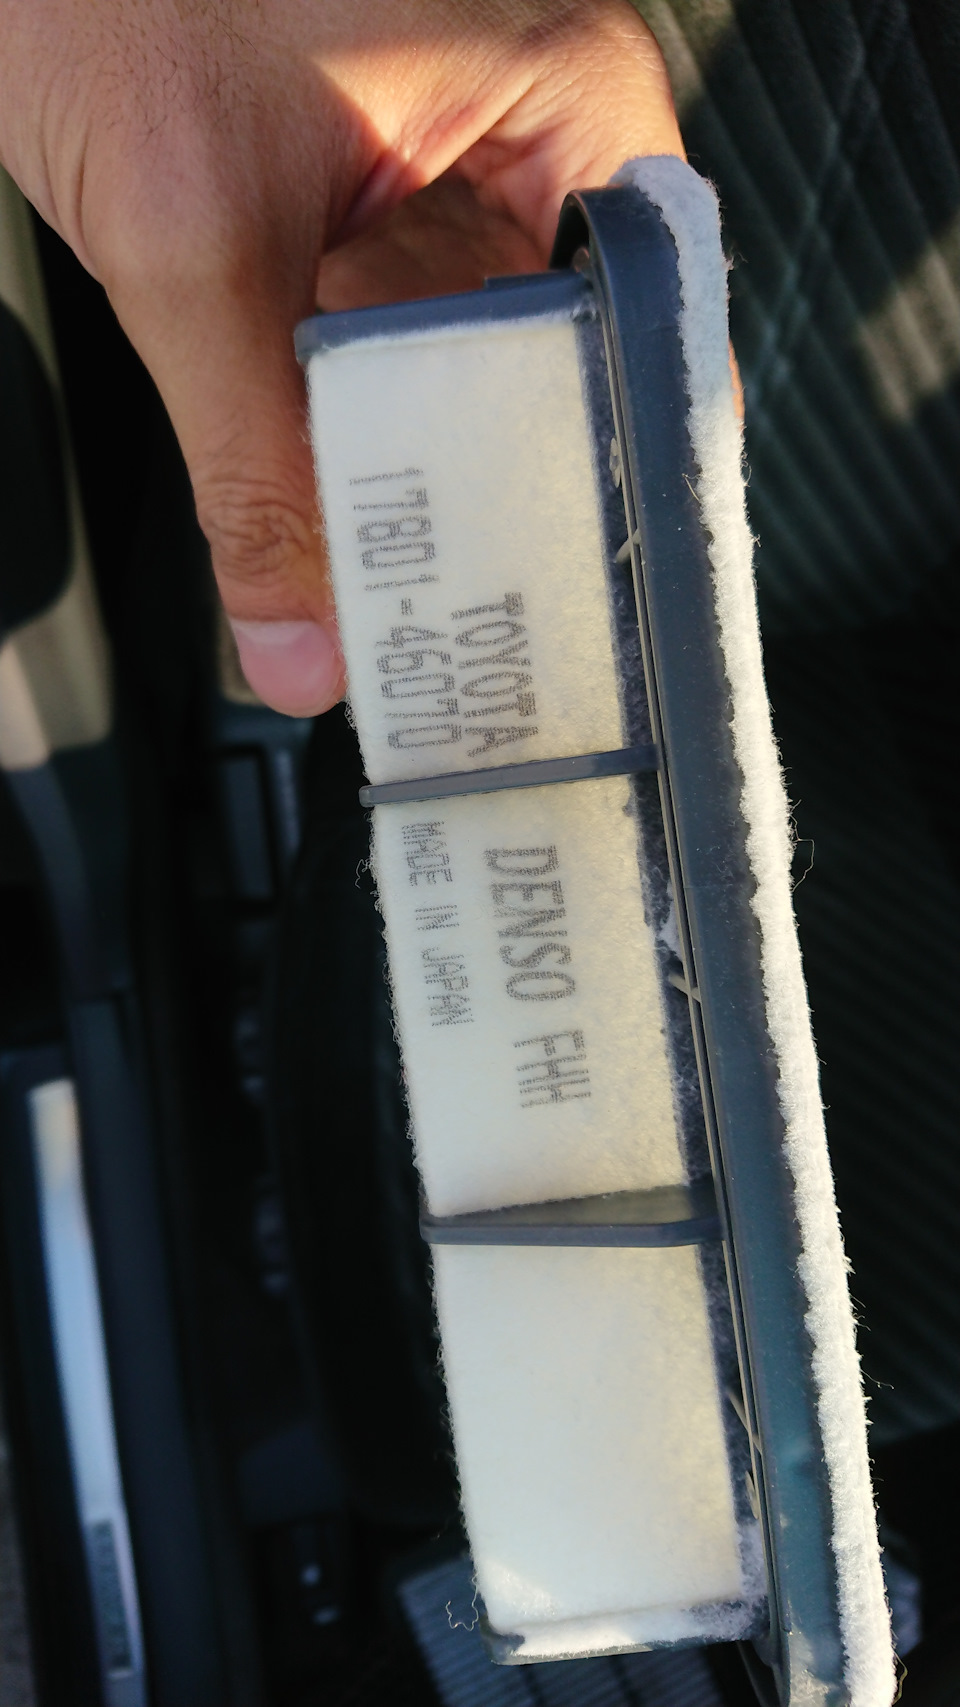 TOYOTA
17801-46070
DENSO FHH
MADE IN JAPAN